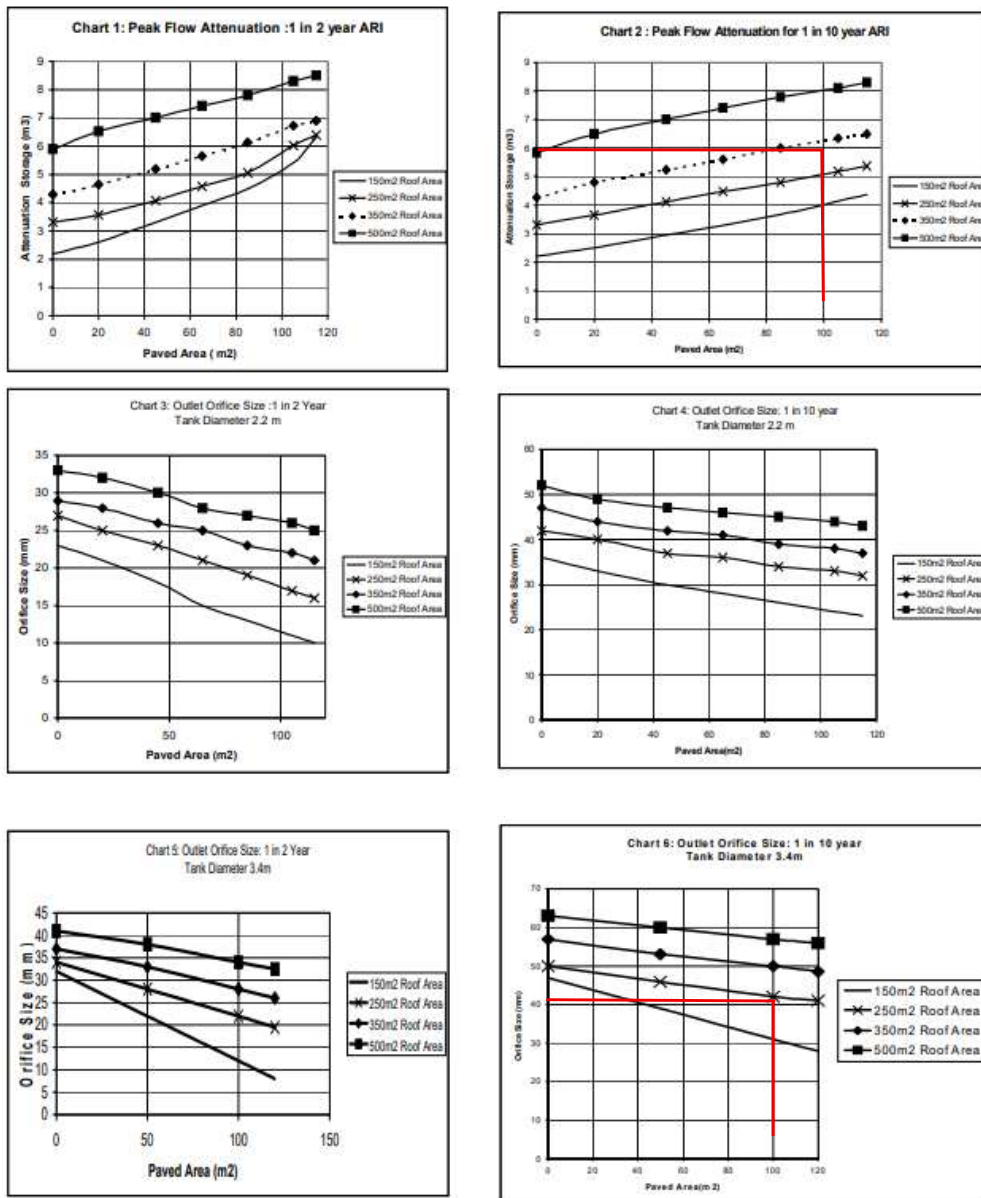 Chart 1: Peak Flow Attenuation :1 in 2 year ARI
Attenuation Storage (m3)
9
8
7
6
5
4
3
2
1
0
0 20 40 60 80 100 120
Paved Area ( m2)
150m2 Roof Area
250m2 Roof Area
350m2 Roof Area
500m2 Roof Area
Chart 2 : Peak Flow Attenuation for 1 in 10 year ARI
Attenuation Storage (m3)
9
8
7
6
5
4
3
2
1
0
0 20 40 60 80 100 120
Paved Area (m2)
150m2 Roof Area
250m2 Roof Area
350m2 Roof Area
500m2 Roof Area
Chart 3: Outlet Orifice Size :1 in 2 Year
Tank Diameter 2.2 m
Orifice Size (mm)
35
30
25
20
15
10
5
0
0 50 100
Paved Area (m2)
150m2 Roof Area
250m2 Roof Area
350m2 Roof Area
500m2 Roof Area
Chart 4: Outlet Orifice Size: 1 in 10 year
Tank Diameter 2.2 m
Orifice Size (mm)
60
50
40
30
20
10
0
0 20 40 60 80 100 120
Paved Area(m2)
150m2 Roof Area
250m2 Roof Area
350m2 Roof Area
500m2 Roof Area
Chart 5: Outlet Orifice Size: 1 in 2 Year
Tank Diameter 3.4m
Orifice Size (mm)
45
40
35
30
25
20
15
10
5
0
0 50 100 150
Paved Area (m2)
150m2 Roof Area
250m2 Roof Area
350m2 Roof Area
500m2 Roof Area
Chart 6: Outlet Orifice Size: 1 in 10 year
Tank Diameter 3.4m
Orifice Size (mm)
70
60
50
40
30
20
10
0
0 20 40 60 80 100 120
Paved Area(m2)
150m2 Roof Area
250m2 Roof Area
350m2 Roof Area
500m2 Roof Area